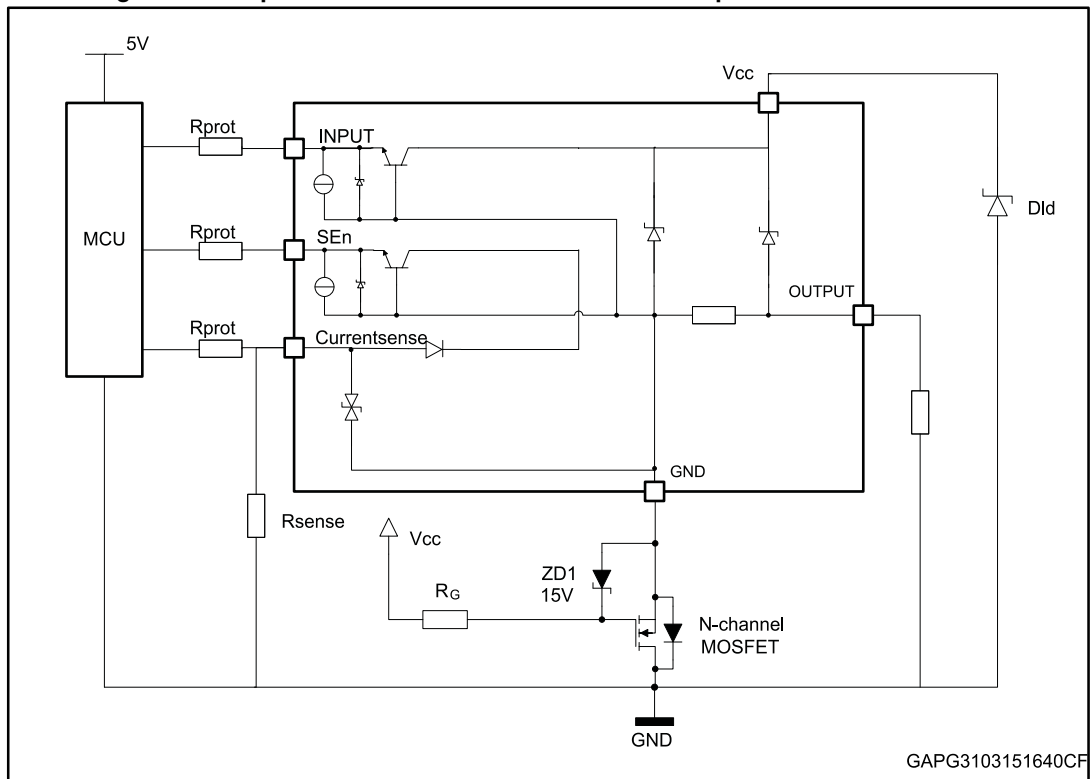 5V
Vcc
Rprot
INPUT
Dld
MCU
Rprot
SEn
OUTPUT
Rprot
Currentsense
GND
Rsense
Vcc
ZD1
15V
RG
N-channel
MOSFET
GND
GAPG3103151640CF